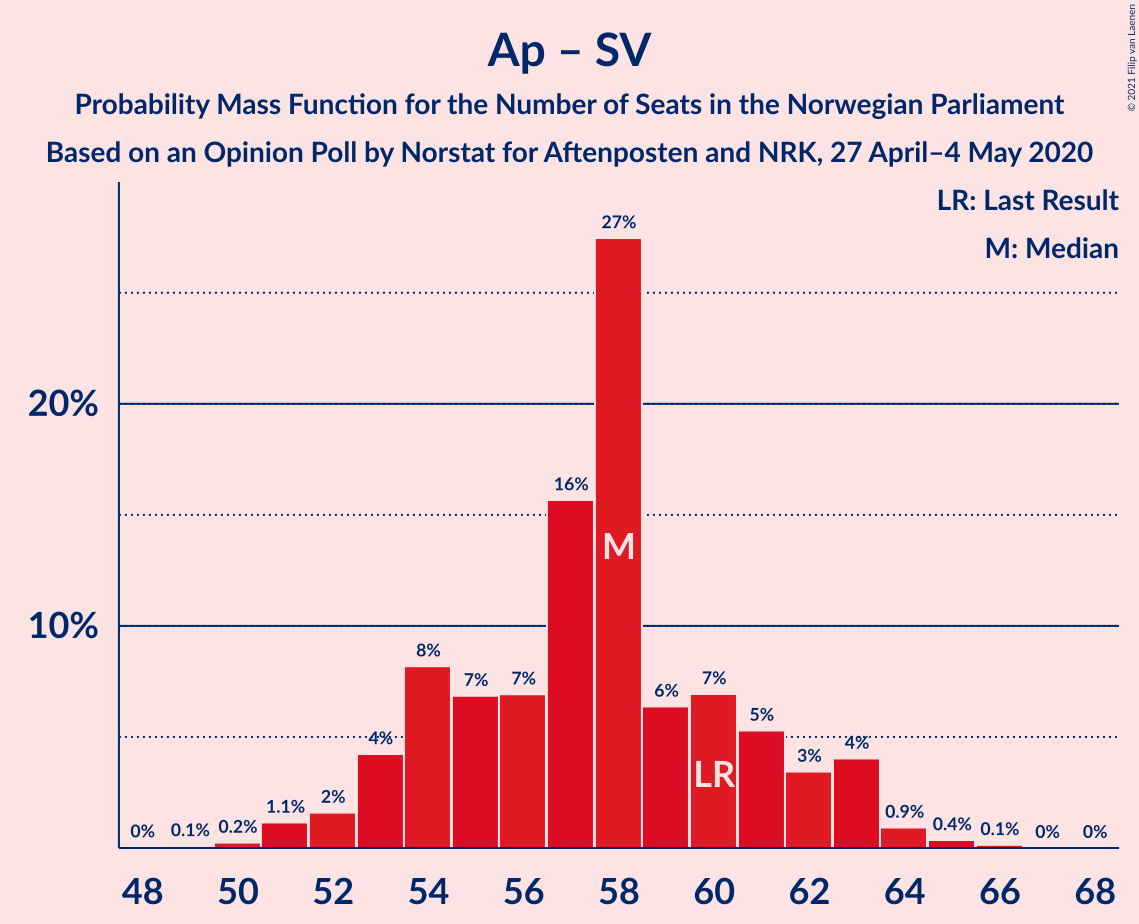 Ap – SV
Probability Mass Function for the Number of Seats in the Norwegian Parliament
Based on an Opinion Poll by Norstat for Aftenposten and NRK, 27 April–4 May 2020
© 2021 Filip van Laenen
LR: Last Result
M: Median
20%
10%
0%
0.1%
0.2%
1.1%
2%
4%
8%
7%
7%
16%
27%
6%
7%
5%
3%
4%
0.9%
0.4%
0.1%
0%
0%
M
LR
48 50 52 54 56 58 60 62 64 66 68